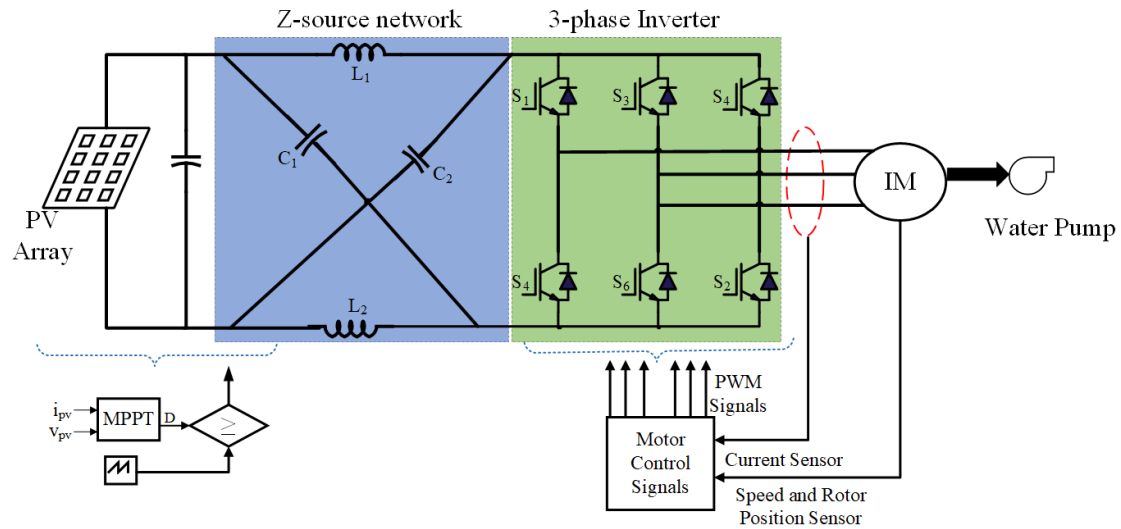 Z-source network
3-phase Inverter
L₁
S₁
S₃
S₄
C₁
C₂
IM
PV
Array
Water Pump
S₄
S₆
S₂
L₂
PWM
Signals
iₚᵥ
vₚᵥ
MPPT
D
≥
Motor
Control
Signals
Current Sensor
Speed and Rotor
Position Sensor